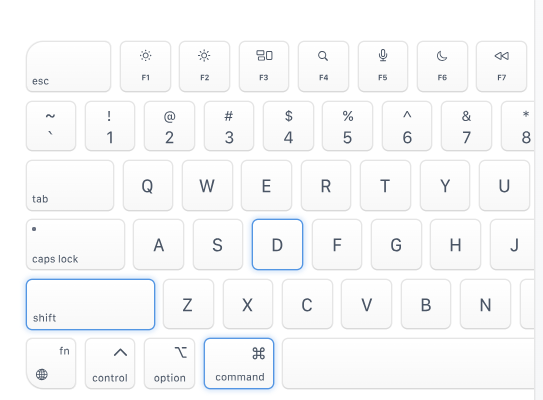 esc F1 F2 F3 F4 F5 F6 F7
~ ! @ # $ % ^ & *
` 1 2 3 4 5 6 7 8
tab Q W E R T Y U
caps lock A S D F G H J
shift Z X C V B N
fn ⌃ ⌥ ⌘
control option command